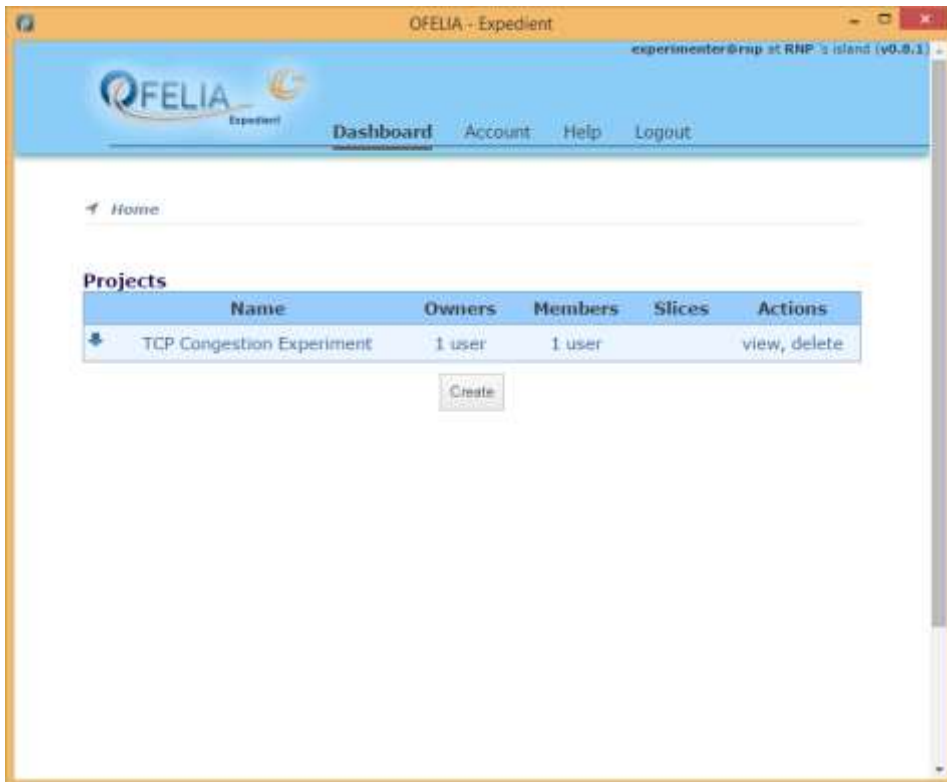 OFELIA - Expedient
experimenter@rnp at RNP 's island (v0.8.1)
OFELIA
Expedient
Dashboard Account Help Logout
Home
Projects
Name Owners Members Slices Actions
TCP Congestion Experiment 1 user 1 user view, delete
Create